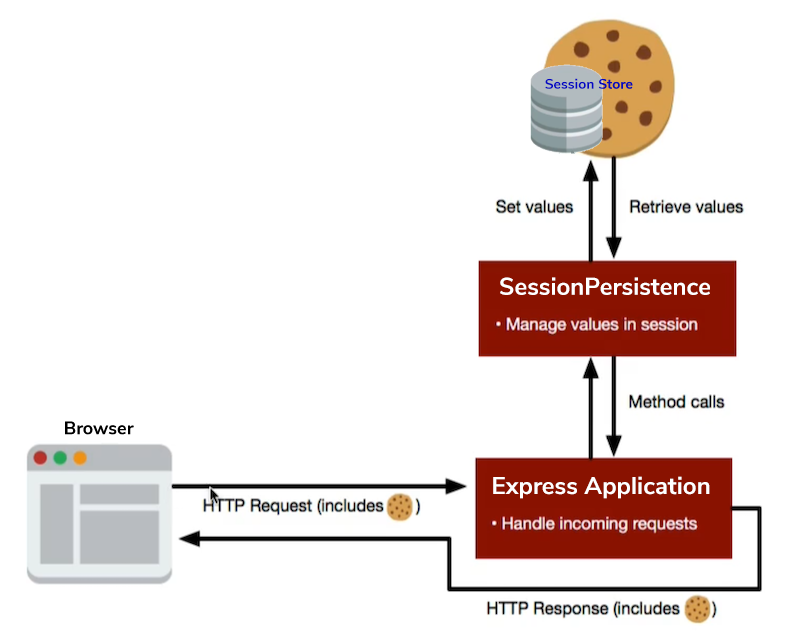 Session Store
Set values
Retrieve values
SessionPersistence
• Manage values in session
Method calls
Browser
Express Application
HTTP Request (includes )
• Handle incoming requests
HTTP Response (includes )